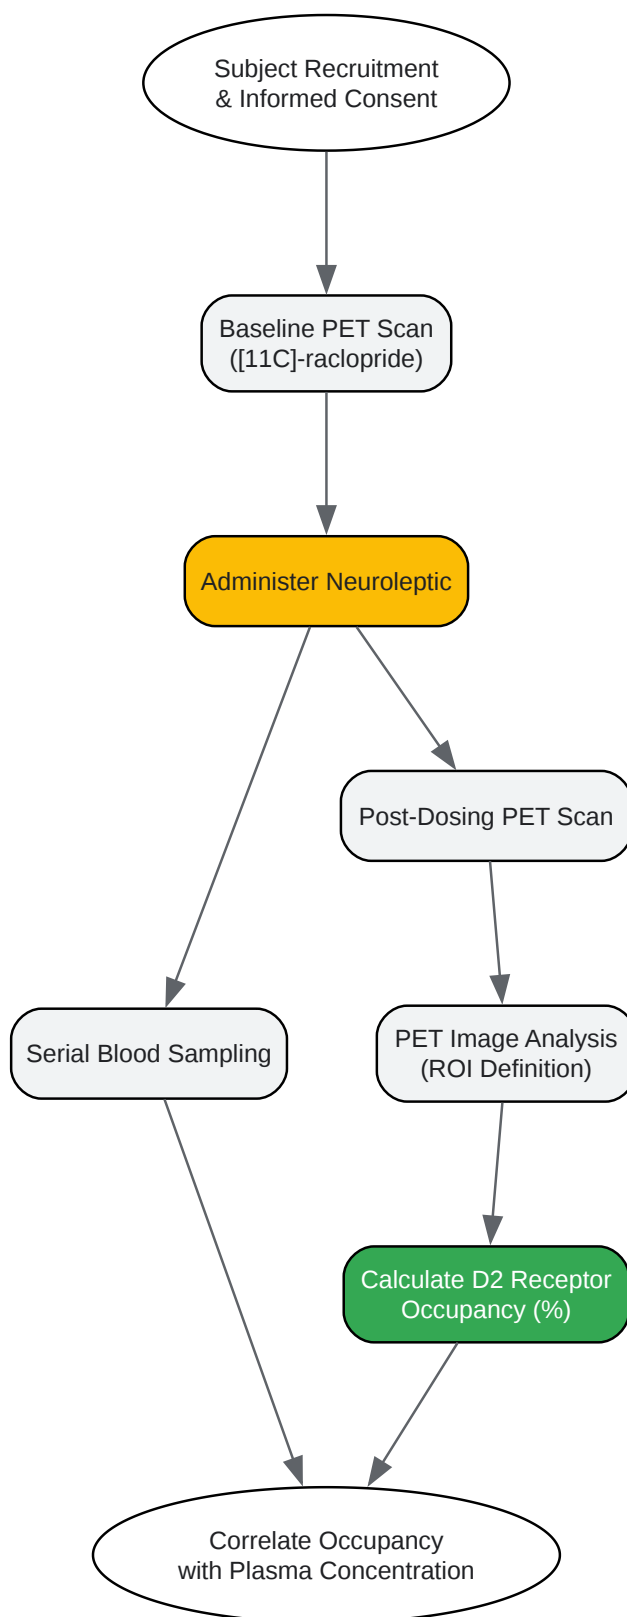 Subject Recruitment
& Informed Consent
Baseline PET Scan
([11C]-raclopride)
Administer Neuroleptic
Post-Dosing PET Scan
Serial Blood Sampling
PET Image Analysis
(ROI Definition)
Calculate D2 Receptor
Occupancy (%)
Correlate Occupancy
with Plasma Concentration